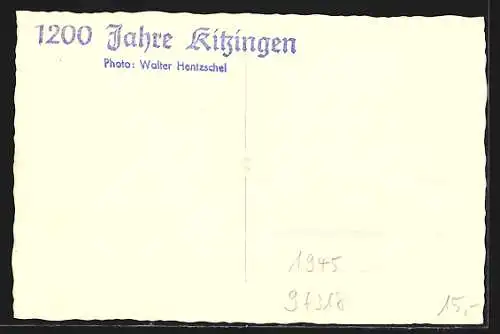 1200 Jahre Kitzingen
Photo: Walter Hentzschel
1945
97318
15,-